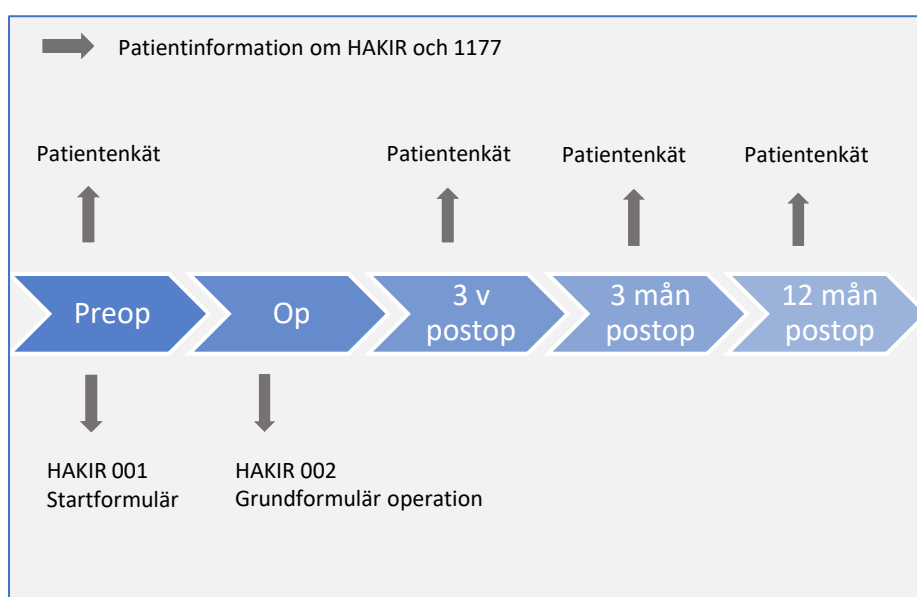 Patientinformation om HAKIR och 1177
Patientenkät
Patientenkät
Patientenkät
Patientenkät
Preop
Op
3 v
postop
3 mån
postop
12 mån
postop
HAKIR 001
Startformulär
HAKIR 002
Grundformulär operation